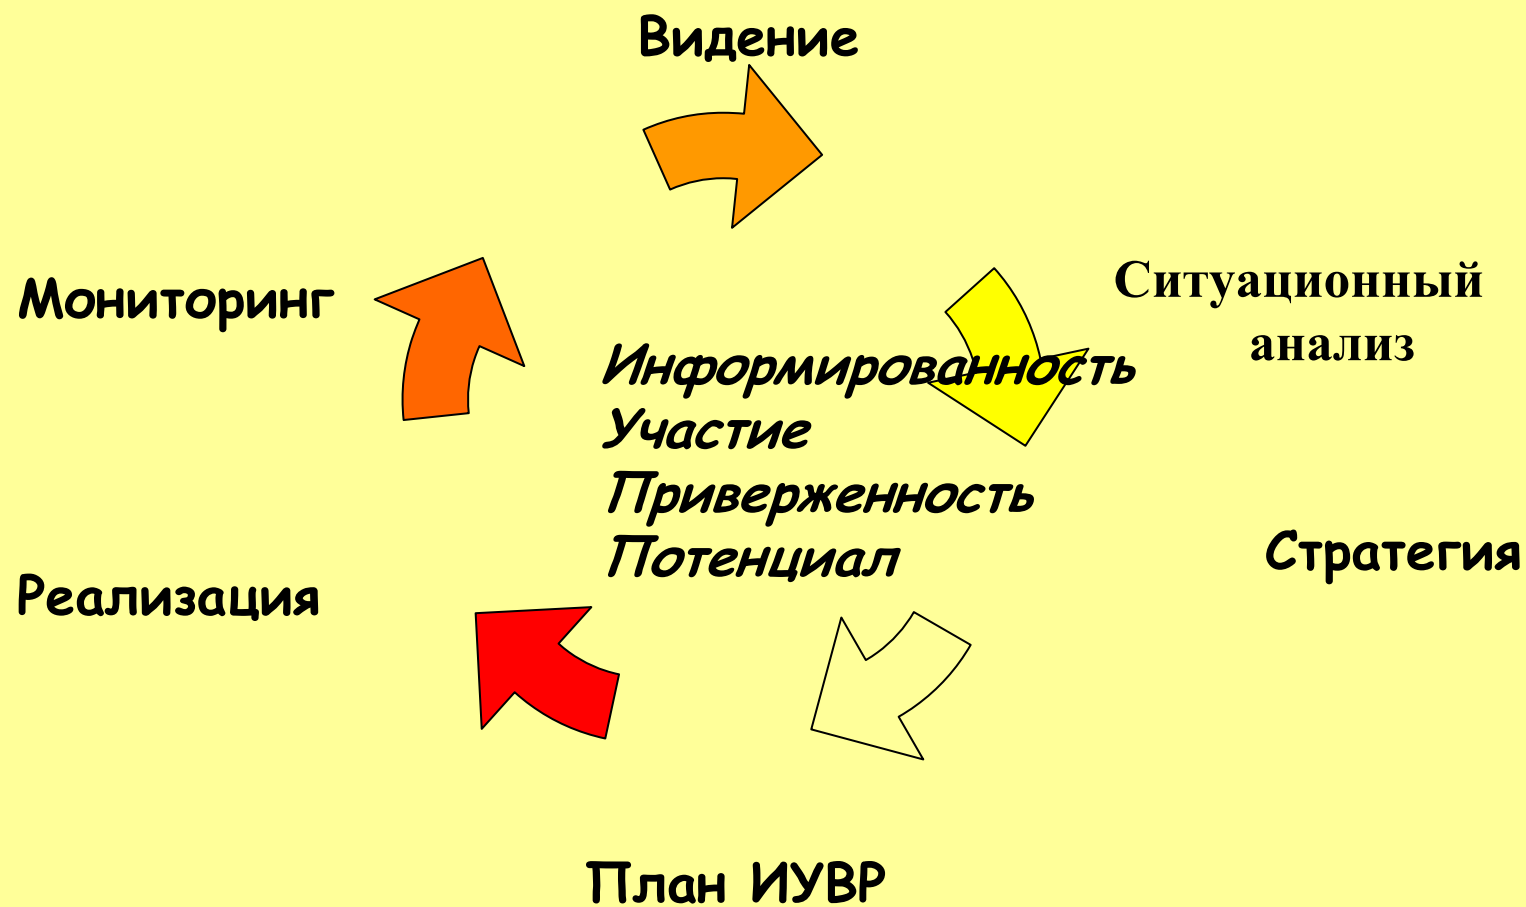 Видение
Ситуационный
анализ
Мониторинг
Информированность
Участие
Приверженность
Потенциал
Стратегия
Реализация
План ИУВР